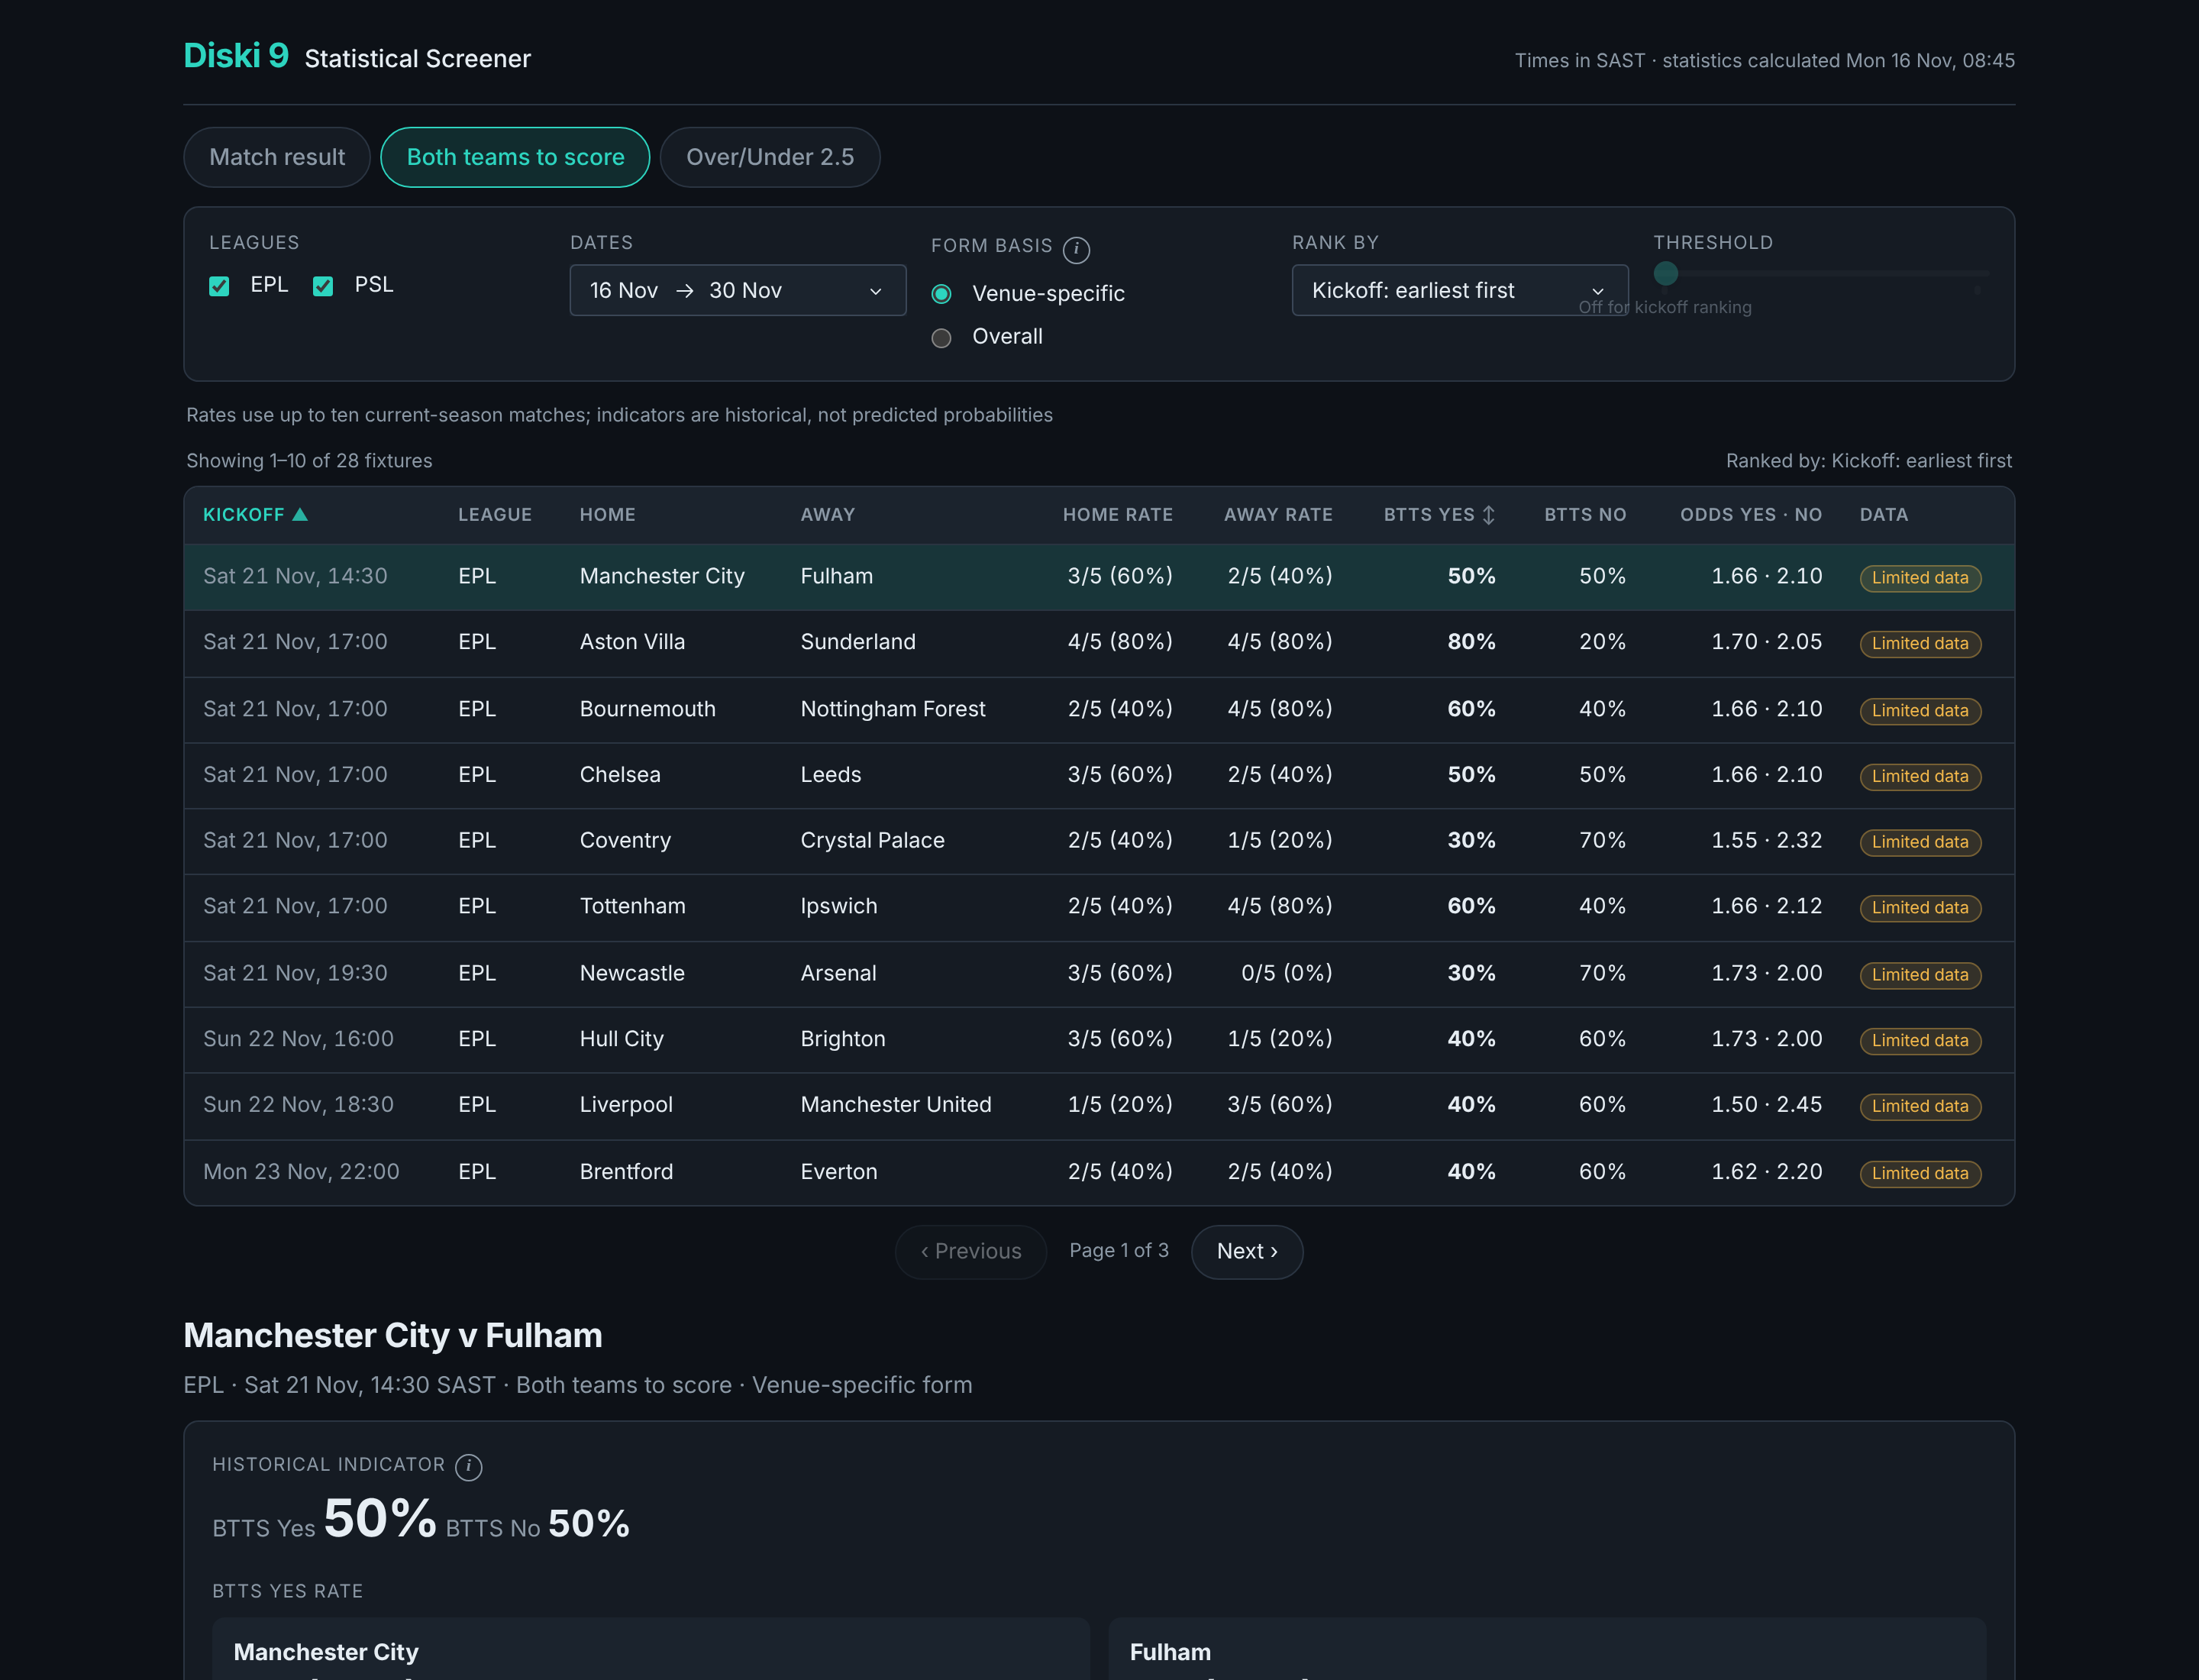 Diski 9 Statistical Screener
Times in SAST · statistics calculated Mon 16 Nov, 08:45
Match result Both teams to score Over/Under 2.5
LEAGUES DATES FORM BASIS i RANK BY THRESHOLD
EPL PSL 16 Nov → 30 Nov Venue-specific Kickoff: earliest first
Off for kickoff ranking
Overall
Rates use up to ten current-season matches; indicators are historical, not predicted probabilities
Showing 1–10 of 28 fixtures Ranked by: Kickoff: earliest first
KICKOFF ▲ LEAGUE HOME AWAY HOME RATE AWAY RATE BTTS YES ↕ BTTS NO ODDS YES · NO DATA
Sat 21 Nov, 14:30 EPL Manchester City Fulham 3/5 (60%) 2/5 (40%) 50% 50% 1.66 · 2.10 Limited data
Sat 21 Nov, 17:00 EPL Aston Villa Sunderland 4/5 (80%) 4/5 (80%) 80% 20% 1.70 · 2.05 Limited data
Sat 21 Nov, 17:00 EPL Bournemouth Nottingham Forest 2/5 (40%) 4/5 (80%) 60% 40% 1.66 · 2.10 Limited data
Sat 21 Nov, 17:00 EPL Chelsea Leeds 3/5 (60%) 2/5 (40%) 50% 50% 1.66 · 2.10 Limited data
Sat 21 Nov, 17:00 EPL Coventry Crystal Palace 2/5 (40%) 1/5 (20%) 30% 70% 1.55 · 2.32 Limited data
Sat 21 Nov, 17:00 EPL Tottenham Ipswich 2/5 (40%) 4/5 (80%) 60% 40% 1.66 · 2.12 Limited data
Sat 21 Nov, 19:30 EPL Newcastle Arsenal 3/5 (60%) 0/5 (0%) 30% 70% 1.73 · 2.00 Limited data
Sun 22 Nov, 16:00 EPL Hull City Brighton 3/5 (60%) 1/5 (20%) 40% 60% 1.73 · 2.00 Limited data
Sun 22 Nov, 18:30 EPL Liverpool Manchester United 1/5 (20%) 3/5 (60%) 40% 60% 1.50 · 2.45 Limited data
Mon 23 Nov, 22:00 EPL Brentford Everton 2/5 (40%) 2/5 (40%) 40% 60% 1.62 · 2.20 Limited data
‹ Previous Page 1 of 3 Next ›
Manchester City v Fulham
EPL · Sat 21 Nov, 14:30 SAST · Both teams to score · Venue-specific form
HISTORICAL INDICATOR i
BTTS Yes 50% BTTS No 50%
BTTS YES RATE
Manchester City Fulham